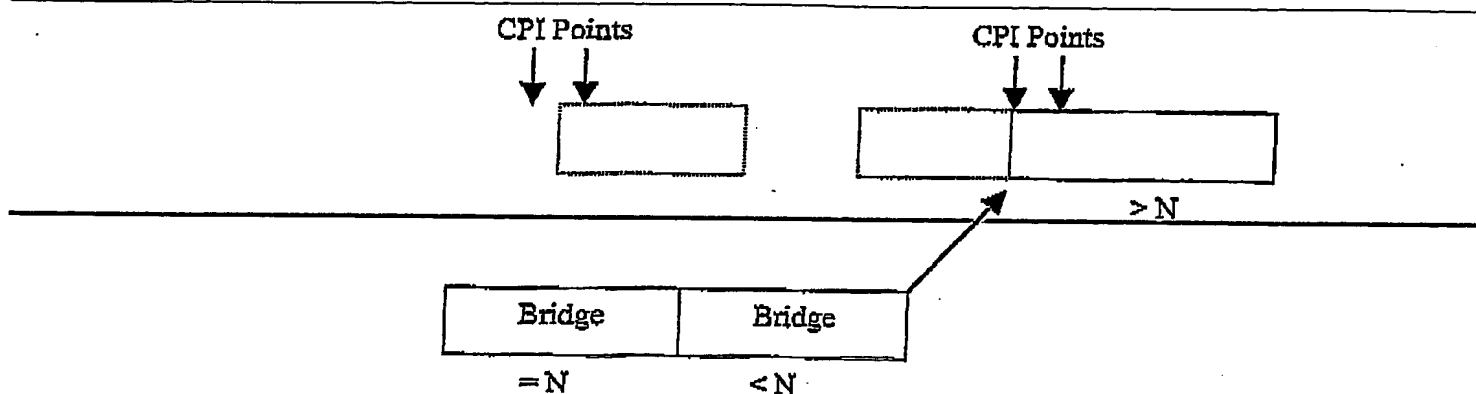 CPI Points
CPI Points
> N
Bridge
Bridge
= N
< N